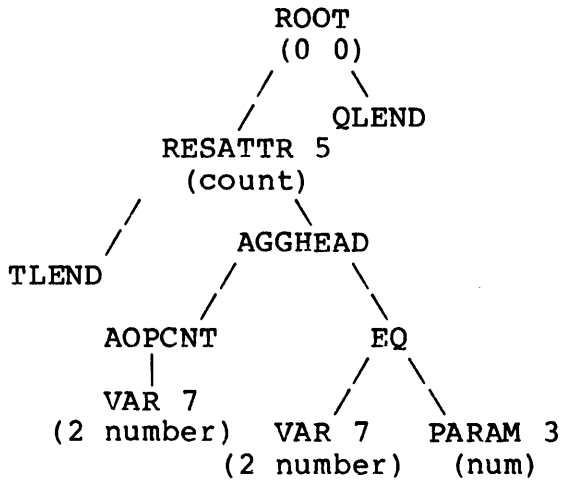 ROOT
(0 0)
QLEND
RESATTR 5
(count)
AGGHEAD
TLEND
AOPCNT EQ
VAR 7
(2 number) VAR 7 PARAM 3
(2 number) (num)